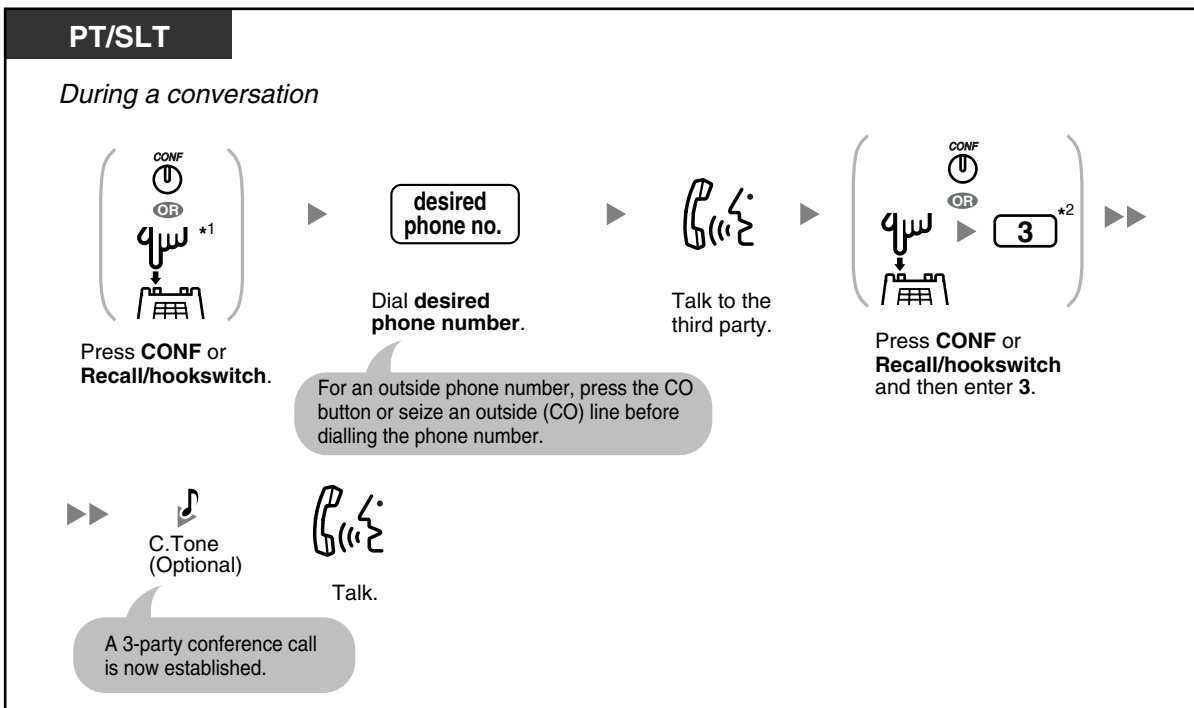 PT/SLT
During a conversation
CONF
OR
*1
desired
phone no.
CONF
OR
3
*2
Press CONF or
Recall/hookswitch.
Dial desired
phone number.
Talk to the
third party.
Press CONF or
Recall/hookswitch
and then enter 3.
For an outside phone number, press the CO
button or seize an outside (CO) line before
dialling the phone number.
C.Tone
(Optional)
Talk.
A 3-party conference call
is now established.